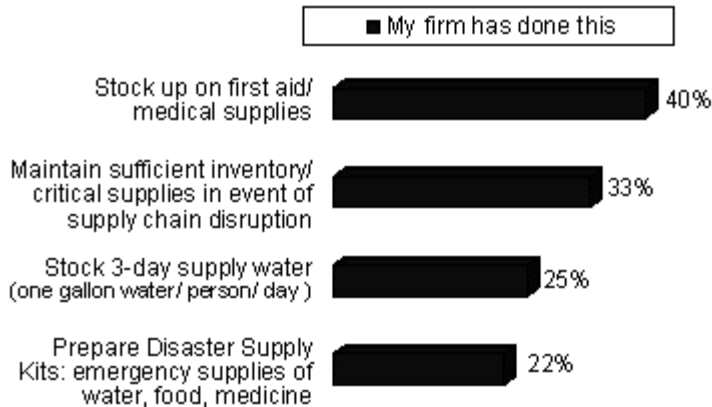 My firm has done this
Stock up on first aid/
medical supplies
40%
Maintain sufficient inventory/
critical supplies in event of
supply chain disruption
33%
Stock 3-day supply water
(one gallon water/ person/ day )
25%
Prepare Disaster Supply
Kits: emergency supplies of
water, food, medicine
22%